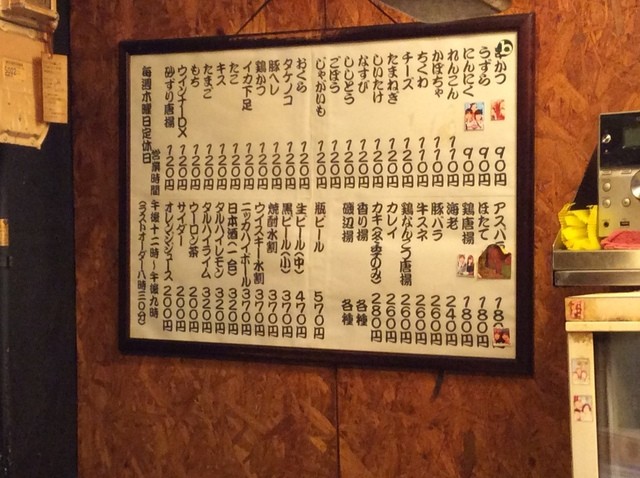 かつ 90円
うずら 90円
にんにく 90円
れんこん 110円
かぼちゃ 110円
ちくわ 110円
チーズ 120円
たまねぎ 120円
しいたけ 120円
なすび 120円
ししとう 120円
ごぼう 120円
じゃがいも 120円
おくら 120円
タケノコ 120円
豚ヘレ 120円
鶏かつ 120円
イカ下足 120円
たこ 120円
キス 120円
たまご 120円
もち 120円
ウインナーDX 120円
砂ずり唐揚 120円
毎週木曜日定休日
アスパ 180円
ほたて 180円
鶏唐揚 180円
海老 240円
豚バラ 260円
牛スネ 260円
鶏なんこつ唐揚 260円
カレイ 260円
カキ(冬季のみ) 280円
香り揚 各種
磯辺揚 各種
瓶ビール 570円
生ビール(中) 470円
黒ビール(小) 370円
焼酎水割 370円
ウイスキー水割 370円
ニッカハイボール 370円
日本酒(一合) 320円
タルハイレモン 320円
タルハイライム 320円
ウーロン茶 200円
サイダー 200円
オレンジジュース 200円
営業時間 午後十二時〜午後九時
(ラストオーダー八時三0分)